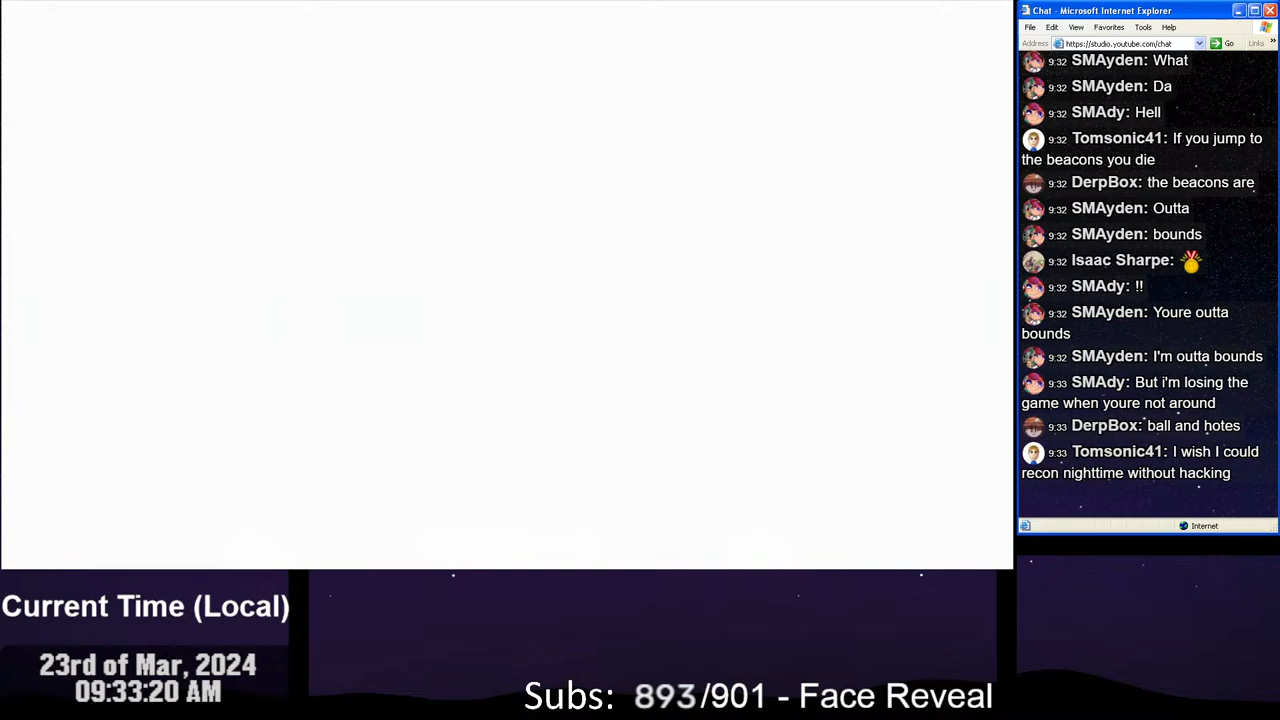 Chat - Microsoft Internet Explorer
File Edit View Favorites Tools Help
Address https://studio.youtube.com/chat Go Links »
9:32 SMAyden: What
9:32 SMAyden: Da
9:32 SMAdy: Hell
9:32 Tomsonic41: If you jump to
the beacons you die
9:32 DerpBox: the beacons are
9:32 SMAyden: Outta
9:32 SMAyden: bounds
9:32 Isaac Sharpe: 🏅
9:32 SMAdy: !!
9:32 SMAyden: Youre outta
bounds
9:32 SMAyden: I'm outta bounds
9:33 SMAdy: But i'm losing the
game when youre not around
9:33 DerpBox: ball and hotes
9:33 Tomsonic41: I wish I could
recon nighttime without hacking
Internet
Current Time (Local)
23rd of Mar, 2024
09:33:20 AM
Subs: 893/901 - Face Reveal